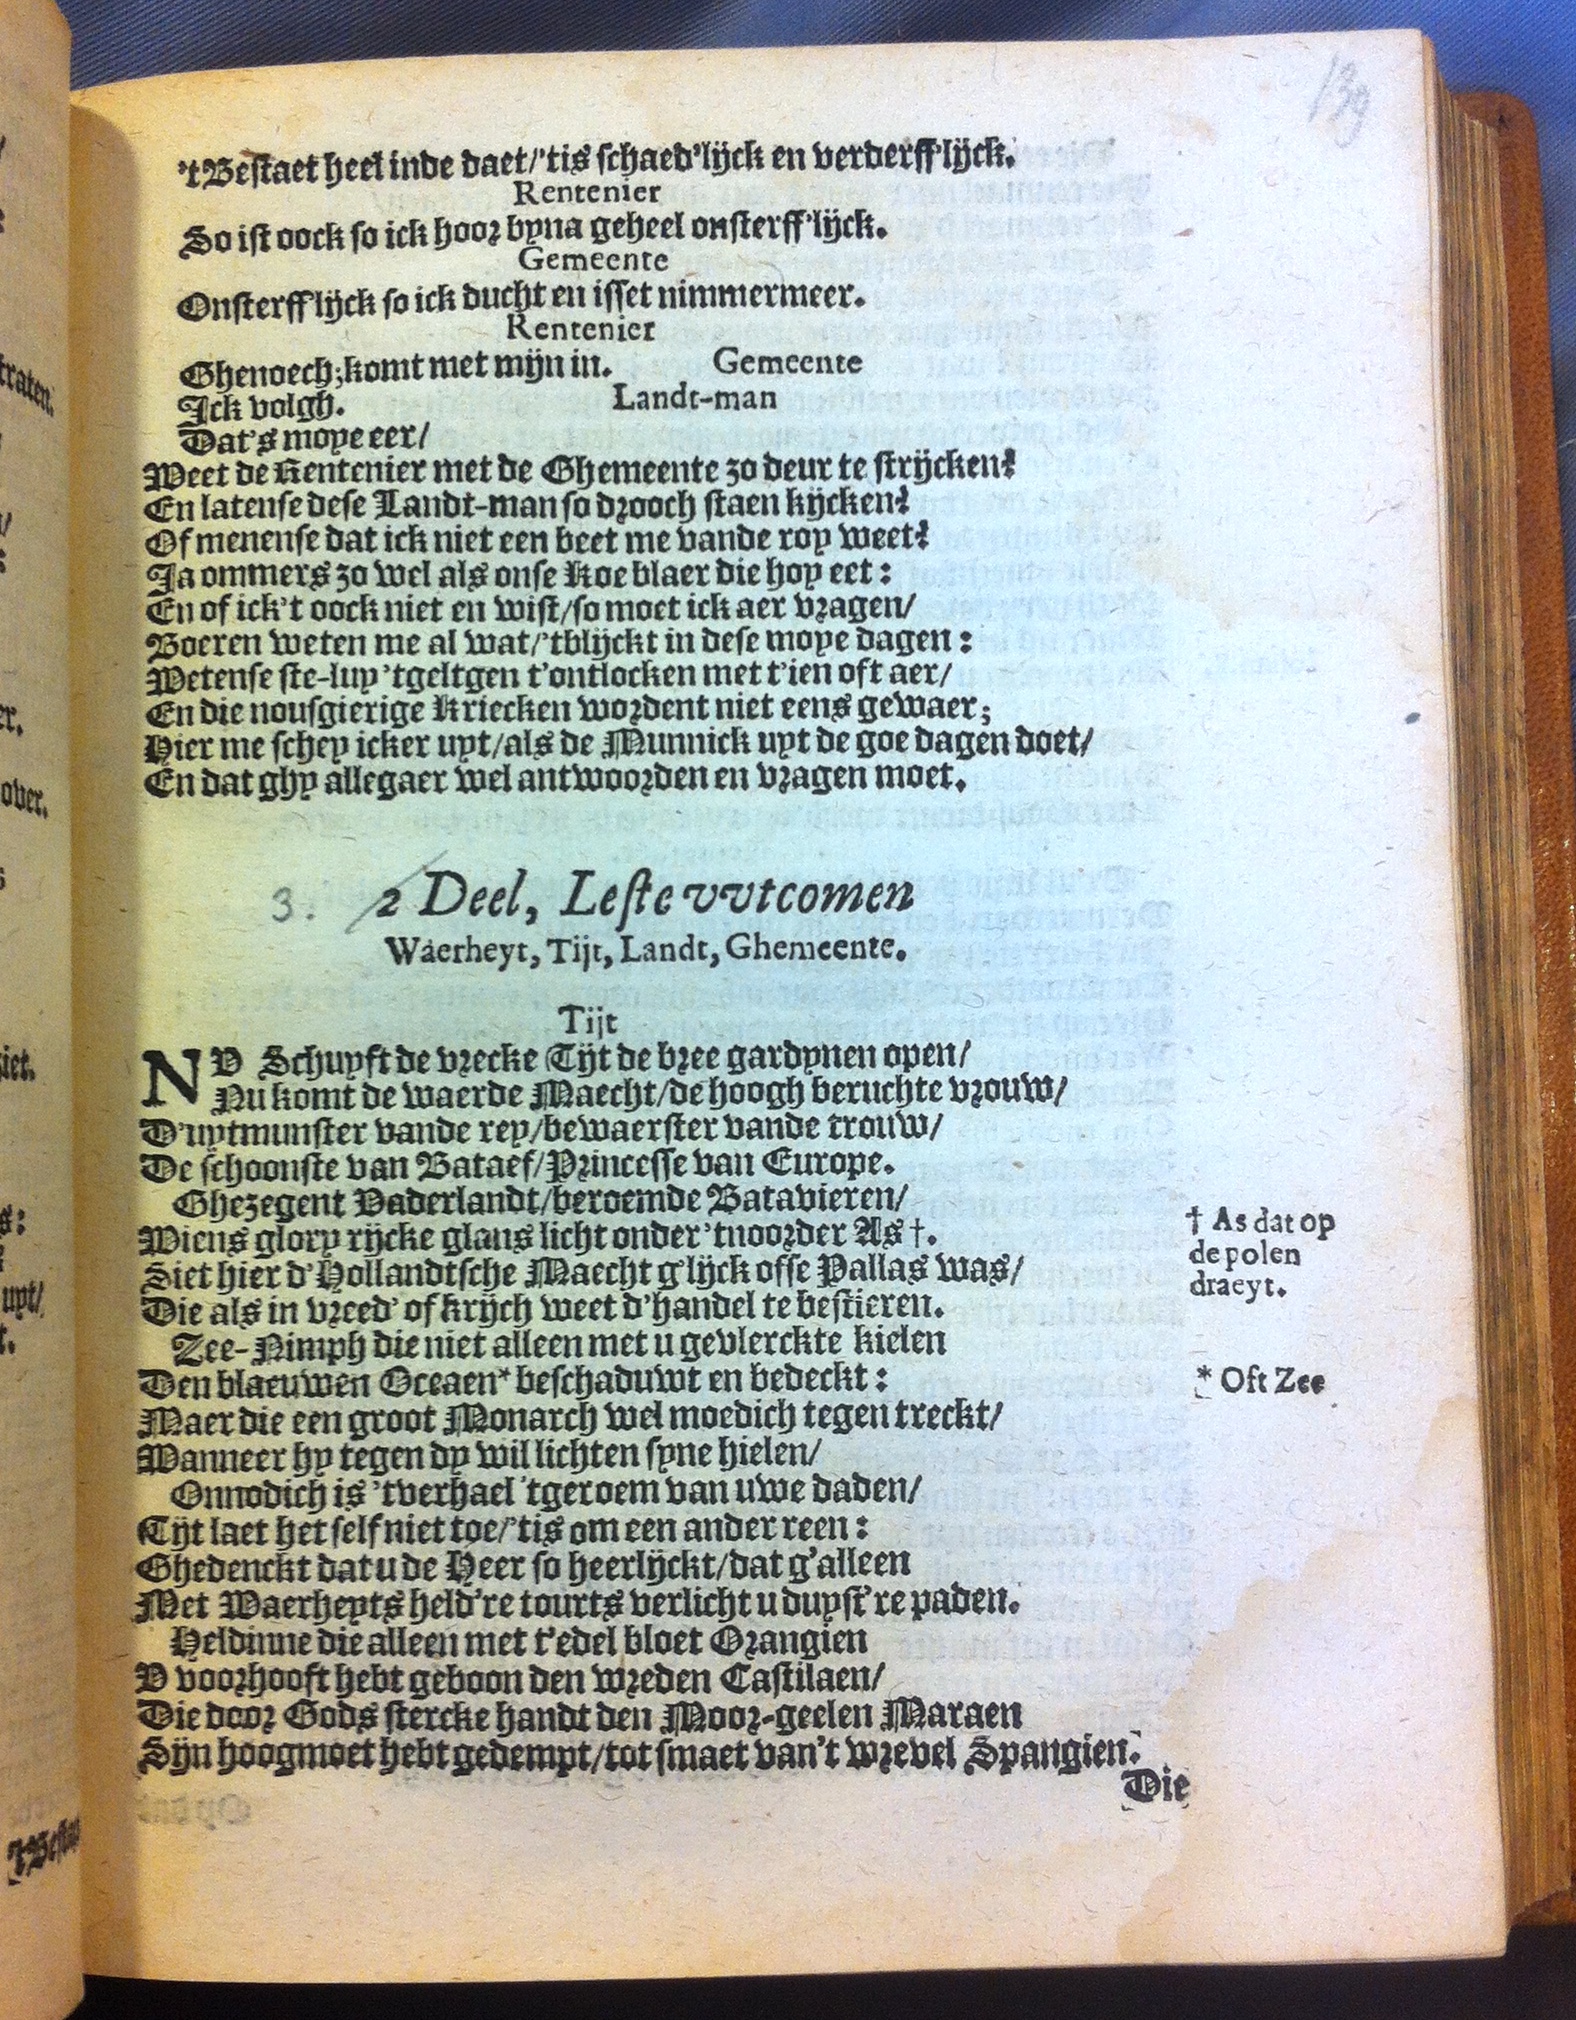 139
't Bestaet heel inde daet/'tis schaed'lijck en verderff'lijck.
Rentenier
So ist oock so ick hoor byna geheel onsterff'lijck.
Gemeente
Onsterfflijck so ick ducht en isset nimmermeer.
Rentenier
Ghenoech; komt met mijn in. Gemeente
Ick volgh. Landt-man
Dat's moye eer/
Weet de Rentenier met de Ghemeente zo deur te strijcken?
En latense dese Landt-man so drooch staen kijcken?
Of menense dat ick niet een beet me vande roy weet?
Ja ommers zo wel als onse Koe blaer die hoy eet:
En of ick't oock niet en wist/so moet ick aer vragen/
Boeren weten me al wat/'tblijckt in dese moye dagen:
Wetense ste-luy 'tgeltgen t'ontlocken met t'ien oft aer/
En die nousgierige Kriecken wordent niet eens gewaer;
Hier me schey icker uyt/als de Munnick uyt de goe dagen doet/
En dat ghy allegaer wel antwoorden en vragen moet.
3. 2 Deel, Leste vvtcomen
Waerheyt, Tijt, Landt, Ghemeente.
Tijt
NV Schuyft de vrecke Tijt de bree gardynen open/
Nu komt de waerde Maecht/de hoogh beruchte vrouw/
D'uytmunster vande rey/bewaerster vande trouw/
De schoonste van Bataef/Princesse van Europe.
Ghezegent Vaderlandt/beroemde Batavieren/
Wiens glory rijcke glans licht onder 'tnoorder As †.
Siet hier d'Hollandtsche Maecht g'lijck ofse Pallas was/
Die als in vreed' of krijch weet d'handel te bestieren.
Zee-Nimph die niet alleen met u gevlerckte kielen
Den blaeuwen Oceaen* beschaduwt en bedeckt:
Maer die een groot Monarch wel moedich tegen treckt/
Wanneer hy tegen dy wil lichten syne hielen/
Onnodich is 'tverhael 'tgeroem van uwe daden/
Tijt laet het self niet toe/'tis om een ander reen:
Ghedenckt dat u de Heer so heerlijckt/dat g'alleen
Met Waerheyts held're tourts verlicht u duyst're paden.
Heldinne die alleen met t'edel bloet Orangien
V voorhooft hebt geboon den wreden Castilaen/
Die door Gods stercke handt den Moor-geelen Maraen
Sijn hoogmoet hebt gedempt/tot smaet van't wrevel Spangien.
Die
† As dat op
de polen
draeyt.
* Oft Zee
traten.
er.
over.
iet.
s:
uyt/
t.
't Bestaet